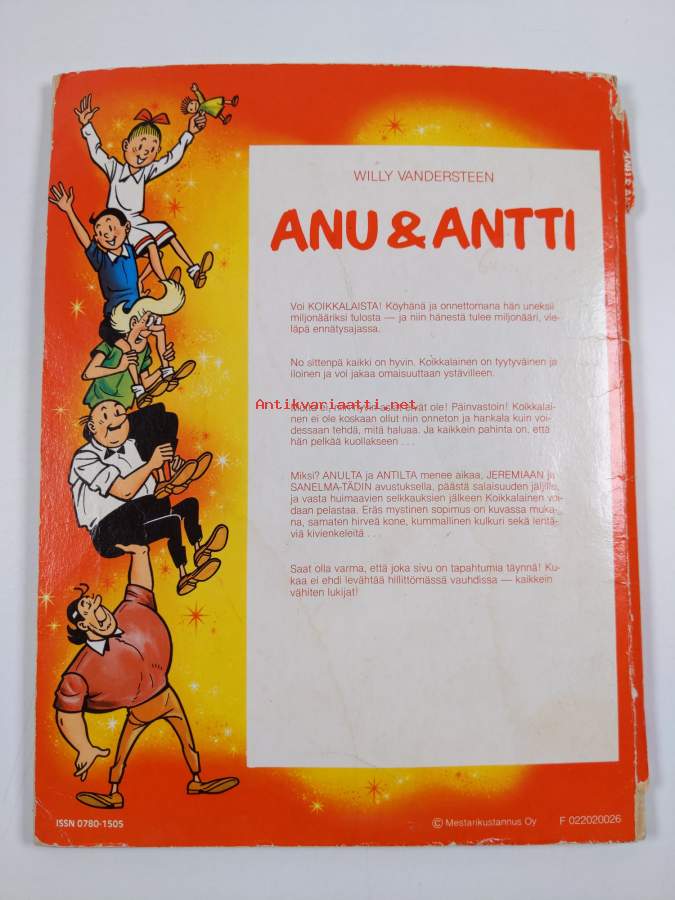 WILLY VANDERSTEEN
ANU & ANTTI
Voi KOIKKALAISTA! Köyhänä ja onnettomana hän uneksii
miljonääriksi tulosta — ja niin hänestä tulee miljonääri, vie-
läpä ennätysajassa.
No sittenpä kaikki on hyvin. Koikkalainen on tyytyväinen ja
iloinen ja voi jakaa omaisuuttaan ystävilleen.
Antikvariaatti.net
eivät ole! Päinvastoin! Koikkalai-
nen ei ole koskaan ollut niin onneton ja hankala kuin voi-
dessaan tehdä, mitä haluaa. Ja kaikkein pahinta on, että
hän pelkää kuollakseen . . .
Miksi? ANULTA ja ANTILTA menee aikaa, JEREMIAAN ja
SANELMA-TÄDIN avustuksella, päästä salaisuuden jäljille,
ja vasta huimaavien seikkauksien jälkeen Koikkalainen voi-
daan pelastaa. Eräs mystinen sopimus on kuvassa muka-
na, samaten hirveä kone, kummallinen kulkuri sekä lentä-
viä kivienkeleitä . . .
Saat olla varma, että joka sivu on tapahtumia täynnä! Ku-
kaa ei ehdi levähtää hillittömässä vauhdissa — kaikkein
vähiten lukijat!
ISSN 0780-1505
© Mestarikustannus Oy
F 022020026